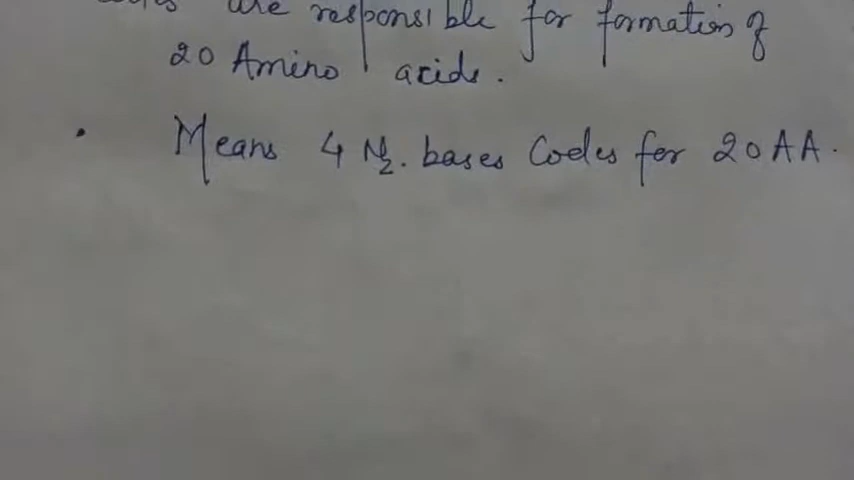 are responsible for formation of
20 Amino acids.
• Means 4 N2. bases Codes for 20 AA.